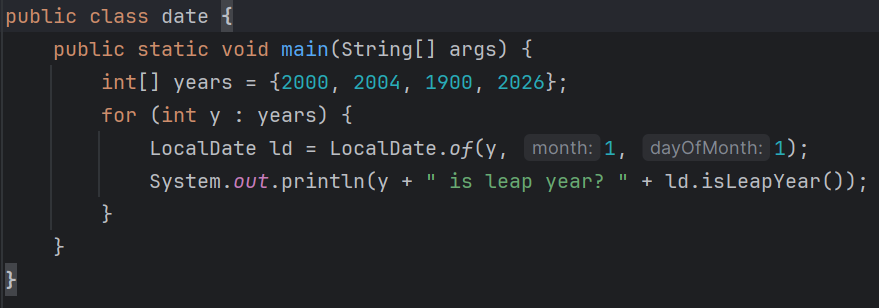 public class date {
    public static void main(String[] args) {
        int[] years = {2000, 2004, 1900, 2026};
        for (int y : years) {
            LocalDate ld = LocalDate.of(y, month: 1, dayOfMonth: 1);
            System.out.println(y + " is leap year? " + ld.isLeapYear());
        }
    }
}